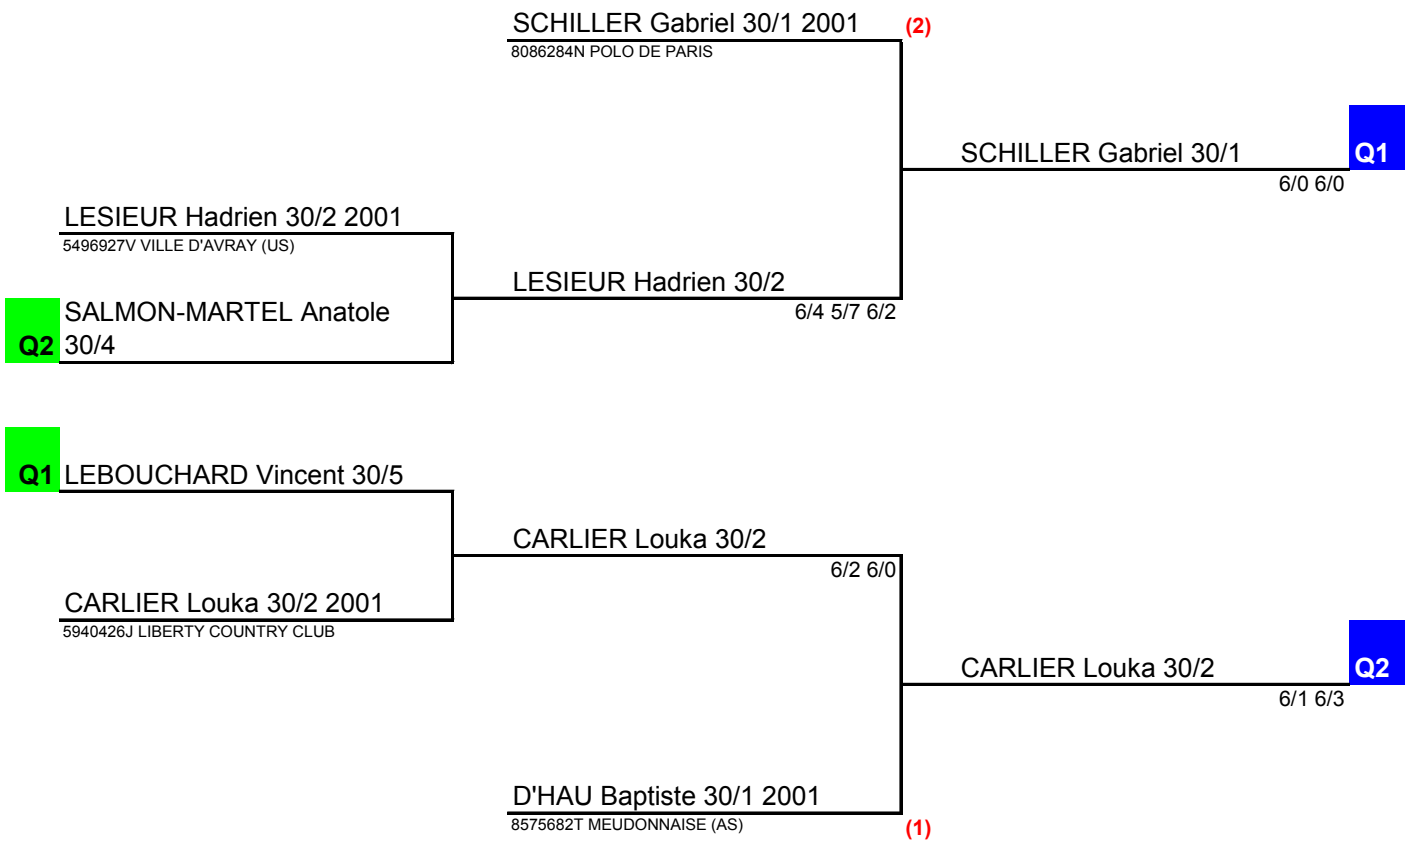 SCHILLER Gabriel 30/1 2001 (2)
8086284N POLO DE PARIS
SCHILLER Gabriel 30/1 Q1
6/0 6/0
LESIEUR Hadrien 30/2 2001
5496927V VILLE D'AVRAY (US)
LESIEUR Hadrien 30/2
6/4 5/7 6/2
SALMON-MARTEL Anatole
Q2 30/4
Q1 LEBOUCHARD Vincent 30/5
CARLIER Louka 30/2
6/2 6/0
CARLIER Louka 30/2 2001
5940426J LIBERTY COUNTRY CLUB
CARLIER Louka 30/2 Q2
6/1 6/3
D'HAU Baptiste 30/1 2001
8575682T MEUDONNAISE (AS) (1)